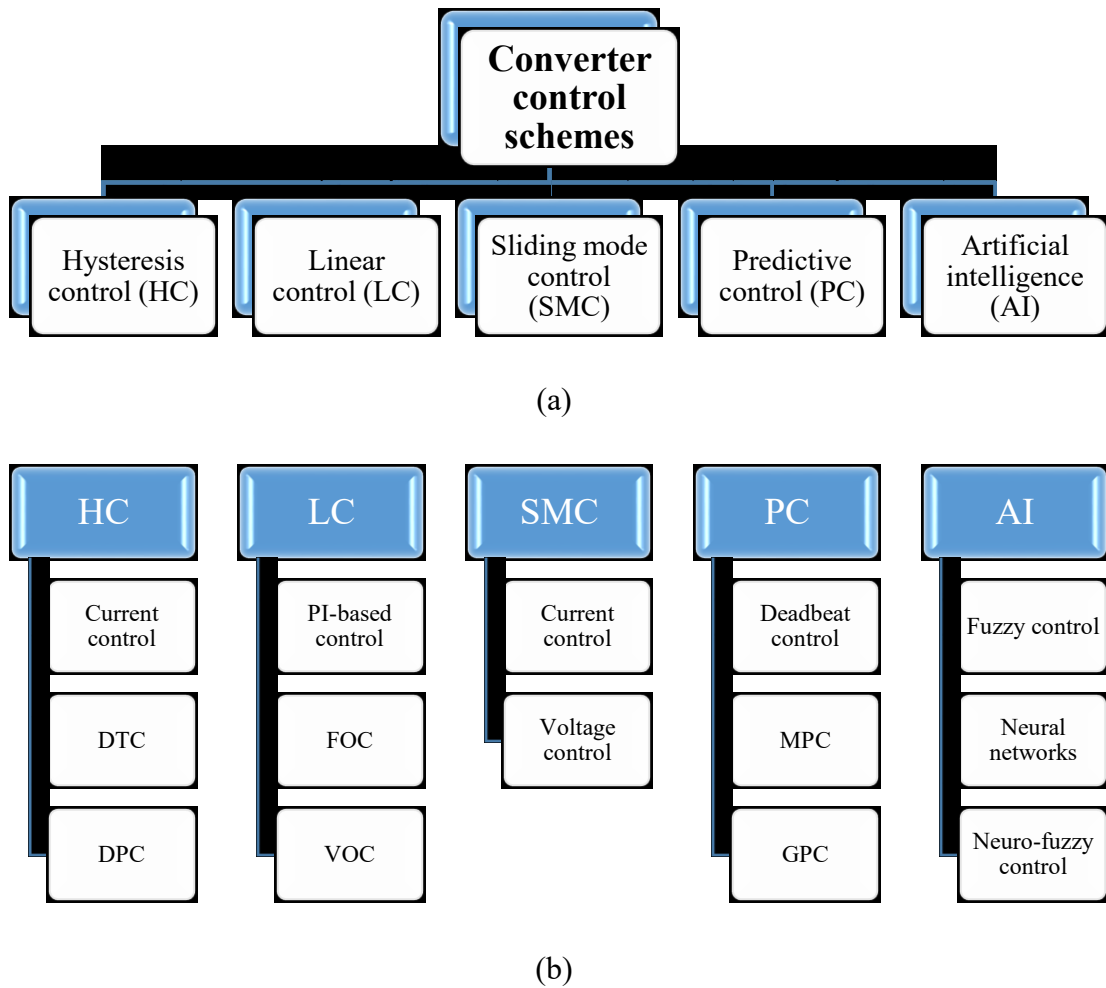 Converter
control
schemes
Hysteresis
control (HC)
Linear
control (LC)
Sliding mode
control
(SMC)
Predictive
control (PC)
Artificial
intelligence
(AI)
(a)
HC
LC
SMC
PC
AI
Current
control
PI-based
control
Current
control
Deadbeat
control
Fuzzy control
DTC
FOC
Voltage
control
MPC
Neural
networks
DPC
VOC
GPC
Neuro-fuzzy
control
(b)